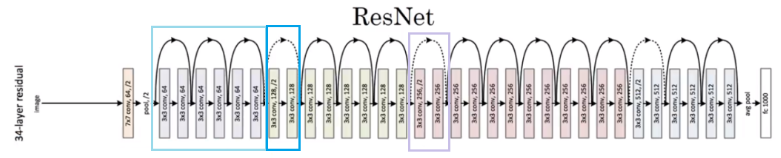 ResNet
34-layer residual
image
7x7 conv, 64, /2
pool, /2
3x3 conv, 64
3x3 conv, 64
3x3 conv, 64
3x3 conv, 64
3x3 conv, 64
3x3 conv, 64
3x3 conv, 128, /2
3x3 conv, 128
3x3 conv, 128
3x3 conv, 128
3x3 conv, 128
3x3 conv, 128
3x3 conv, 128
3x3 conv, 128
3x3 conv, 256, /2
3x3 conv, 256
3x3 conv, 256
3x3 conv, 256
3x3 conv, 256
3x3 conv, 256
3x3 conv, 256
3x3 conv, 256
3x3 conv, 256
3x3 conv, 256
3x3 conv, 256
3x3 conv, 256
3x3 conv, 512, /2
3x3 conv, 512
3x3 conv, 512
3x3 conv, 512
3x3 conv, 512
3x3 conv, 512
avg pool
fc 1000